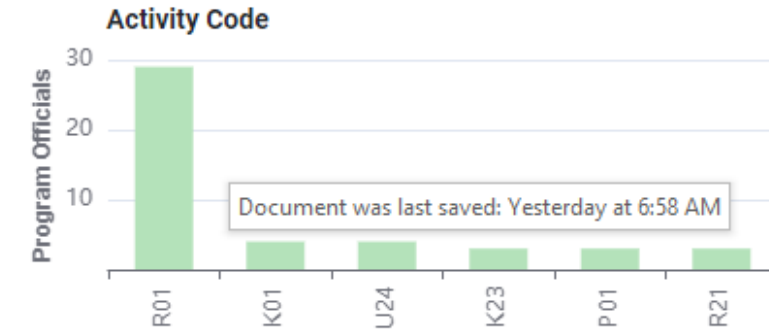 Activity Code
Program Officials
30
20
10
Document was last saved: Yesterday at 6:58 AM
R01
K01
U24
K23
P01
R21